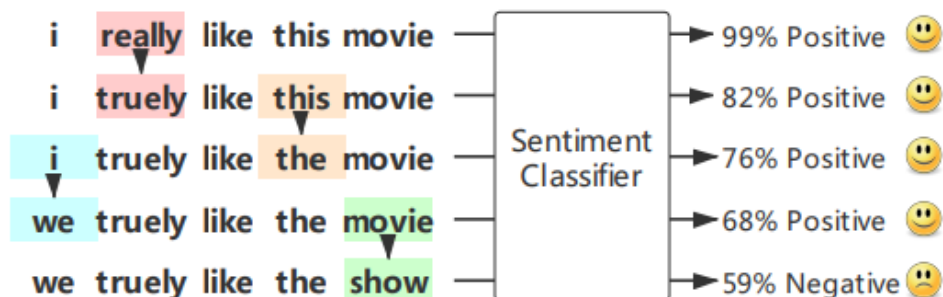 i really like this movie 99% Positive
i truely like this movie 82% Positive
i truely like the movie 76% Positive
we truely like the movie 68% Positive
we truely like the show 59% Negative
Sentiment
Classifier